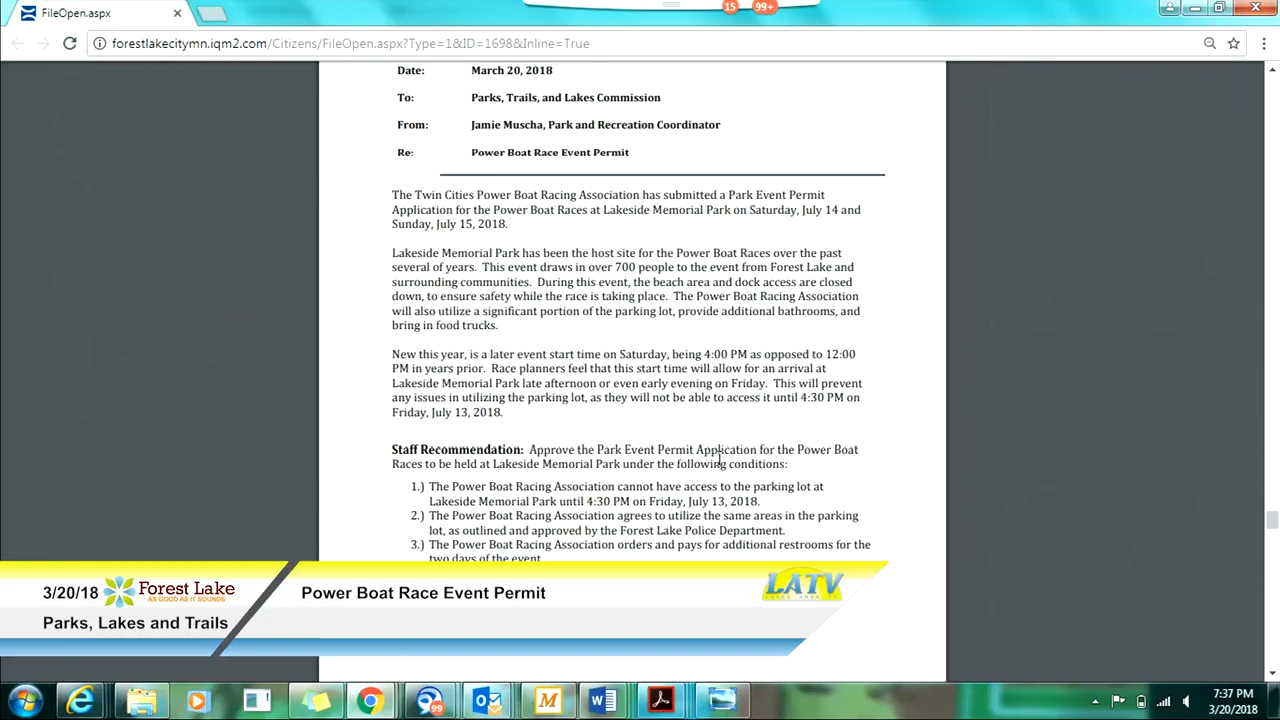 FileOpen.aspx
15
99+
forestlakecitymn.iqm2.com/Citizens/FileOpen.aspx?Type=1&ID=1698&Inline=True
Date: March 20, 2018
To: Parks, Trails, and Lakes Commission
From: Jamie Muscha, Park and Recreation Coordinator
Re: Power Boat Race Event Permit
The Twin Cities Power Boat Racing Association has submitted a Park Event Permit
Application for the Power Boat Races at Lakeside Memorial Park on Saturday, July 14 and
Sunday, July 15, 2018.
Lakeside Memorial Park has been the host site for the Power Boat Races over the past
several of years. This event draws in over 700 people to the event from Forest Lake and
surrounding communities. During this event, the beach area and dock access are closed
down, to ensure safety while the race is taking place. The Power Boat Racing Association
will also utilize a significant portion of the parking lot, provide additional bathrooms, and
bring in food trucks.
New this year, is a later event start time on Saturday, being 4:00 PM as opposed to 12:00
PM in years prior. Race planners feel that this start time will allow for an arrival at
Lakeside Memorial Park late afternoon or even early evening on Friday. This will prevent
any issues in utilizing the parking lot, as they will not be able to access it until 4:30 PM on
Friday, July 13, 2018.
Staff Recommendation: Approve the Park Event Permit Application for the Power Boat
Races to be held at Lakeside Memorial Park under the following conditions:
1.) The Power Boat Racing Association cannot have access to the parking lot at
Lakeside Memorial Park until 4:30 PM on Friday, July 13, 2018.
2.) The Power Boat Racing Association agrees to utilize the same areas in the parking
lot, as outlined and approved by the Forest Lake Police Department.
3.) The Power Boat Racing Association orders and pays for additional restrooms for the
two days of the event
3/20/18 Forest Lake
AS GOOD AS IT SOUNDS
Power Boat Race Event Permit
LATV
Parks, Lakes and Trails
99
7:37 PM
3/20/2018